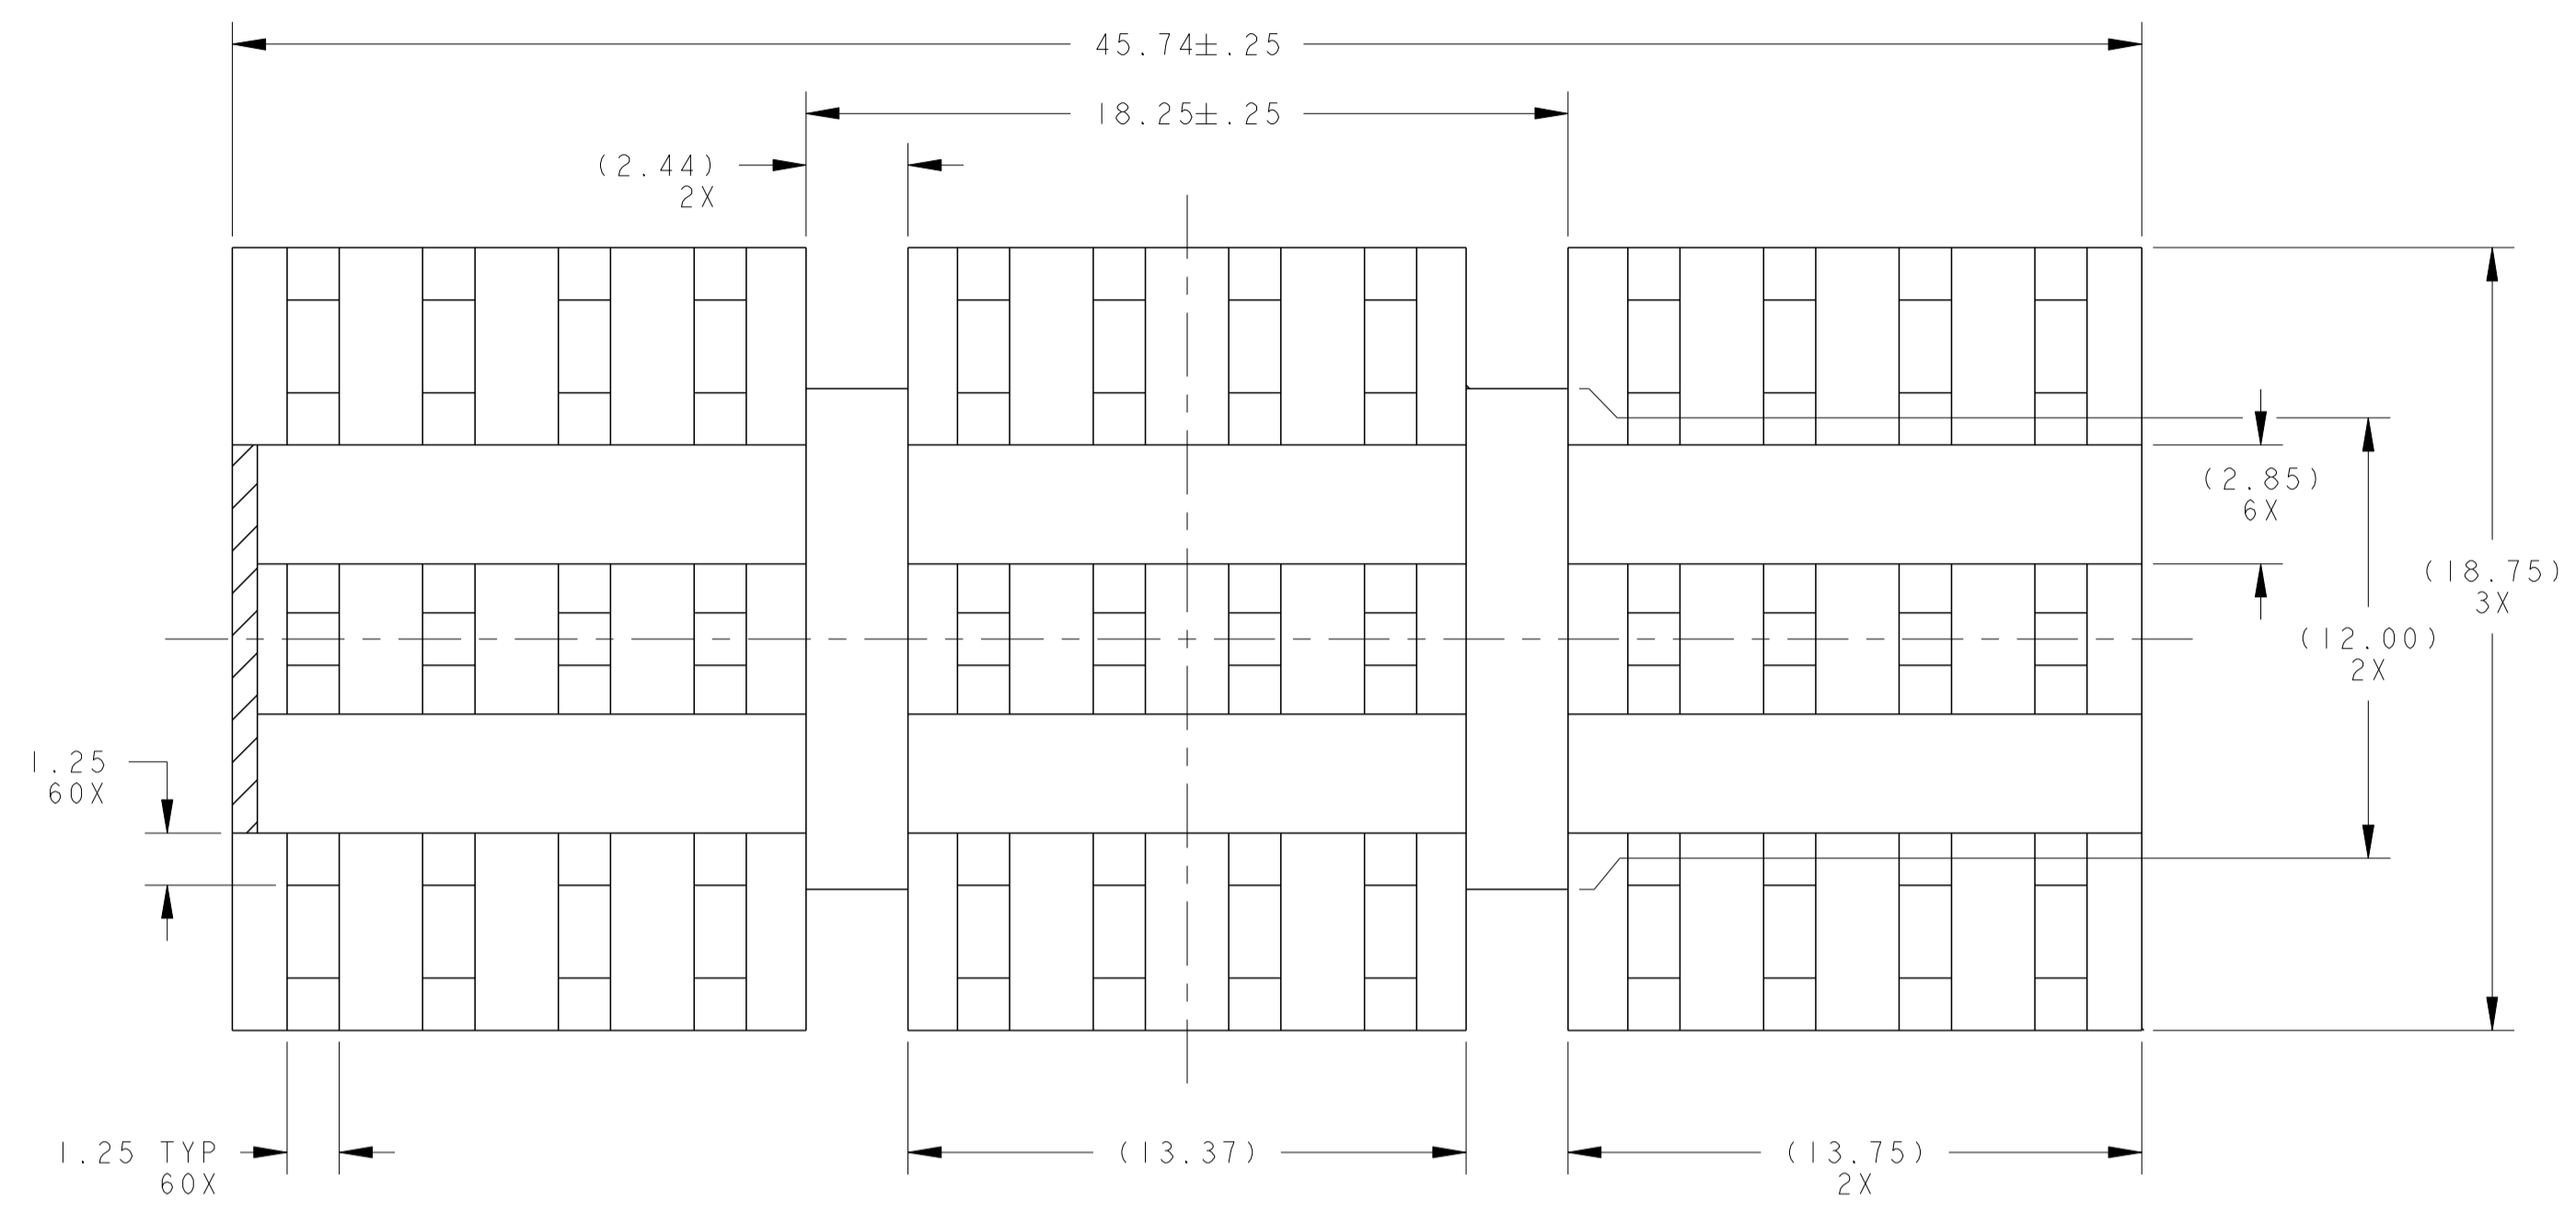 45.74±.25
18.25±.25
(2.44)
2X
(2.85)
6X
(18.75)
3X
(12.00)
2X
1.25
60X
1.25 TYP
60X
(13.37)
(13.75)
2X